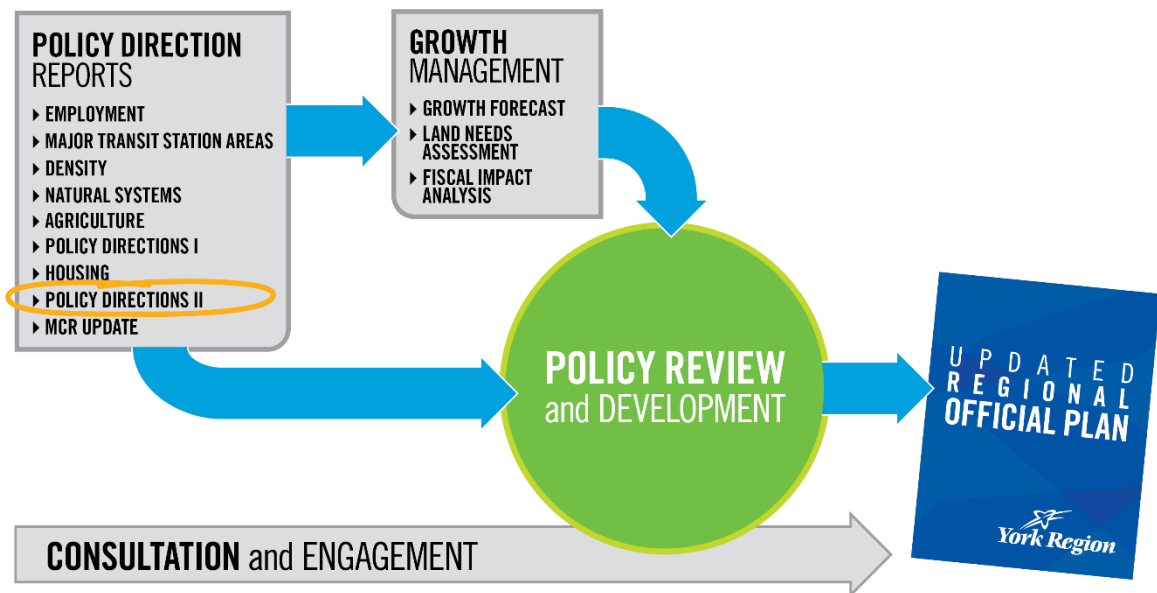 POLICY DIRECTION
REPORTS
EMPLOYMENT
MAJOR TRANSIT STATION AREAS
DENSITY
NATURAL SYSTEMS
AGRICULTURE
POLICY DIRECTIONS I
HOUSING
POLICY DIRECTIONS II
MCR UPDATE
GROWTH
MANAGEMENT
GROWTH FORECAST
LAND NEEDS
ASSESSMENT
FISCAL IMPACT
ANALYSIS
POLICY REVIEW
and DEVELOPMENT
UPDATED
REGIONAL
OFFICIAL PLAN
York Region
CONSULTATION and ENGAGEMENT